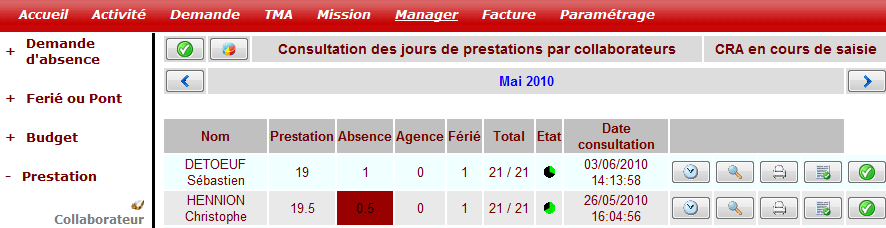 Accueil Activité Demande TMA Mission Manager Facture Paramétrage
+ Demande d'absence
+ Ferié ou Pont
+ Budget
- Prestation
Collaborateur
Consultation des jours de prestations par collaborateurs CRA en cours de saisie
Mai 2010
Nom Prestation Absence Agence Férié Total Etat Date consultation
DETOEUF Sébastien 19 1 0 1 21 / 21 03/06/2010 14:13:58
HENNION Christophe 19.5 0.5 0 1 21 / 21 26/05/2010 16:04:56